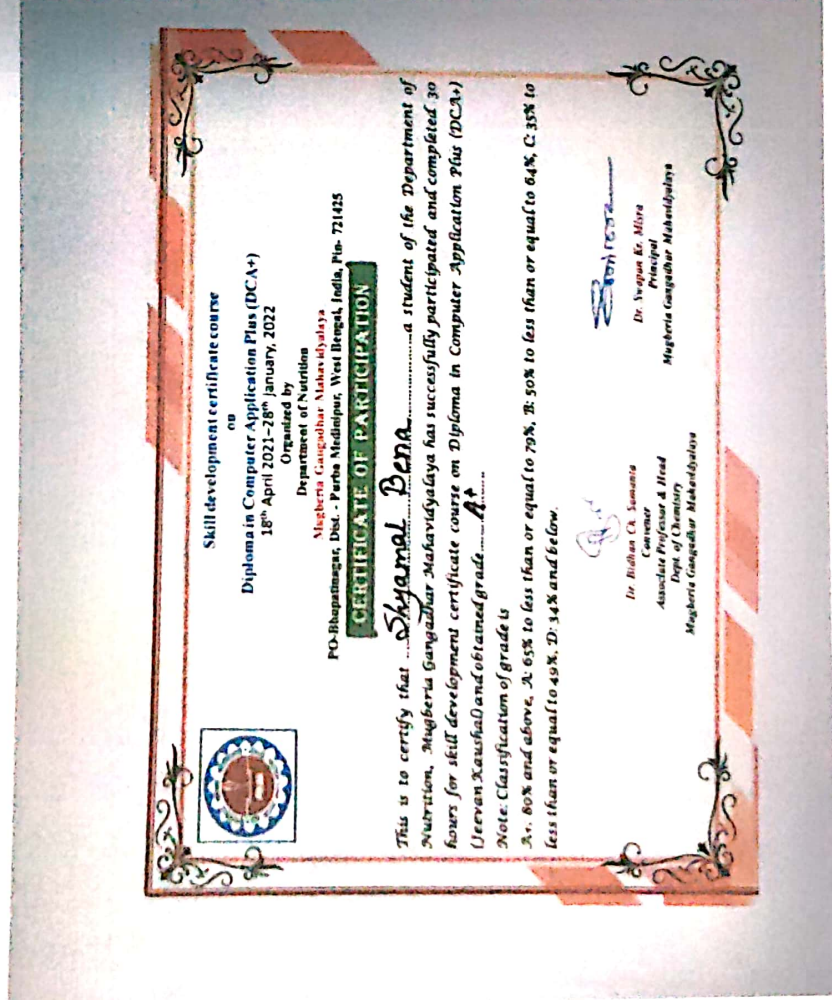 Skill development certificate course
on
Diploma in Computer Application Plus (DCA+)
18th April 2021-28th January, 2022
Organized by
Department of Nutrition
Mugberia Gangadhar Mahavidyalaya
PO-Bhupatinagar, Dist. - Purba Medinipur, West Bengal, India, Pin- 721425
CERTIFICATE OF PARTICIPATION
This is to certify that ....Shyamal Bena....a student of the Department of
Nutrition, Mugberia Gangadhar Mahavidyalaya has successfully participated and completed 30
hours for skill development certificate course on Diploma in Computer Application Plus (DCA+)
(Jeevan Kaushal) and obtained grade......A+......
Note: Classification of grade is
A+. 80% and above, A: 65% to less than or equal to 79%, B: 50% to less than or equal to 64%, C: 35% to
less than or equal to 49%, D: 34% and below.
Dr. Bidhan Ch. Samanta
Convener
Associate Professor & Head
Dept. of Chemistry
Mugberia Gangadhar Mahavidyalaya
Dr. Swapan Kr. Misra
Principal
Mugberia Gangadhar Mahavidyalaya